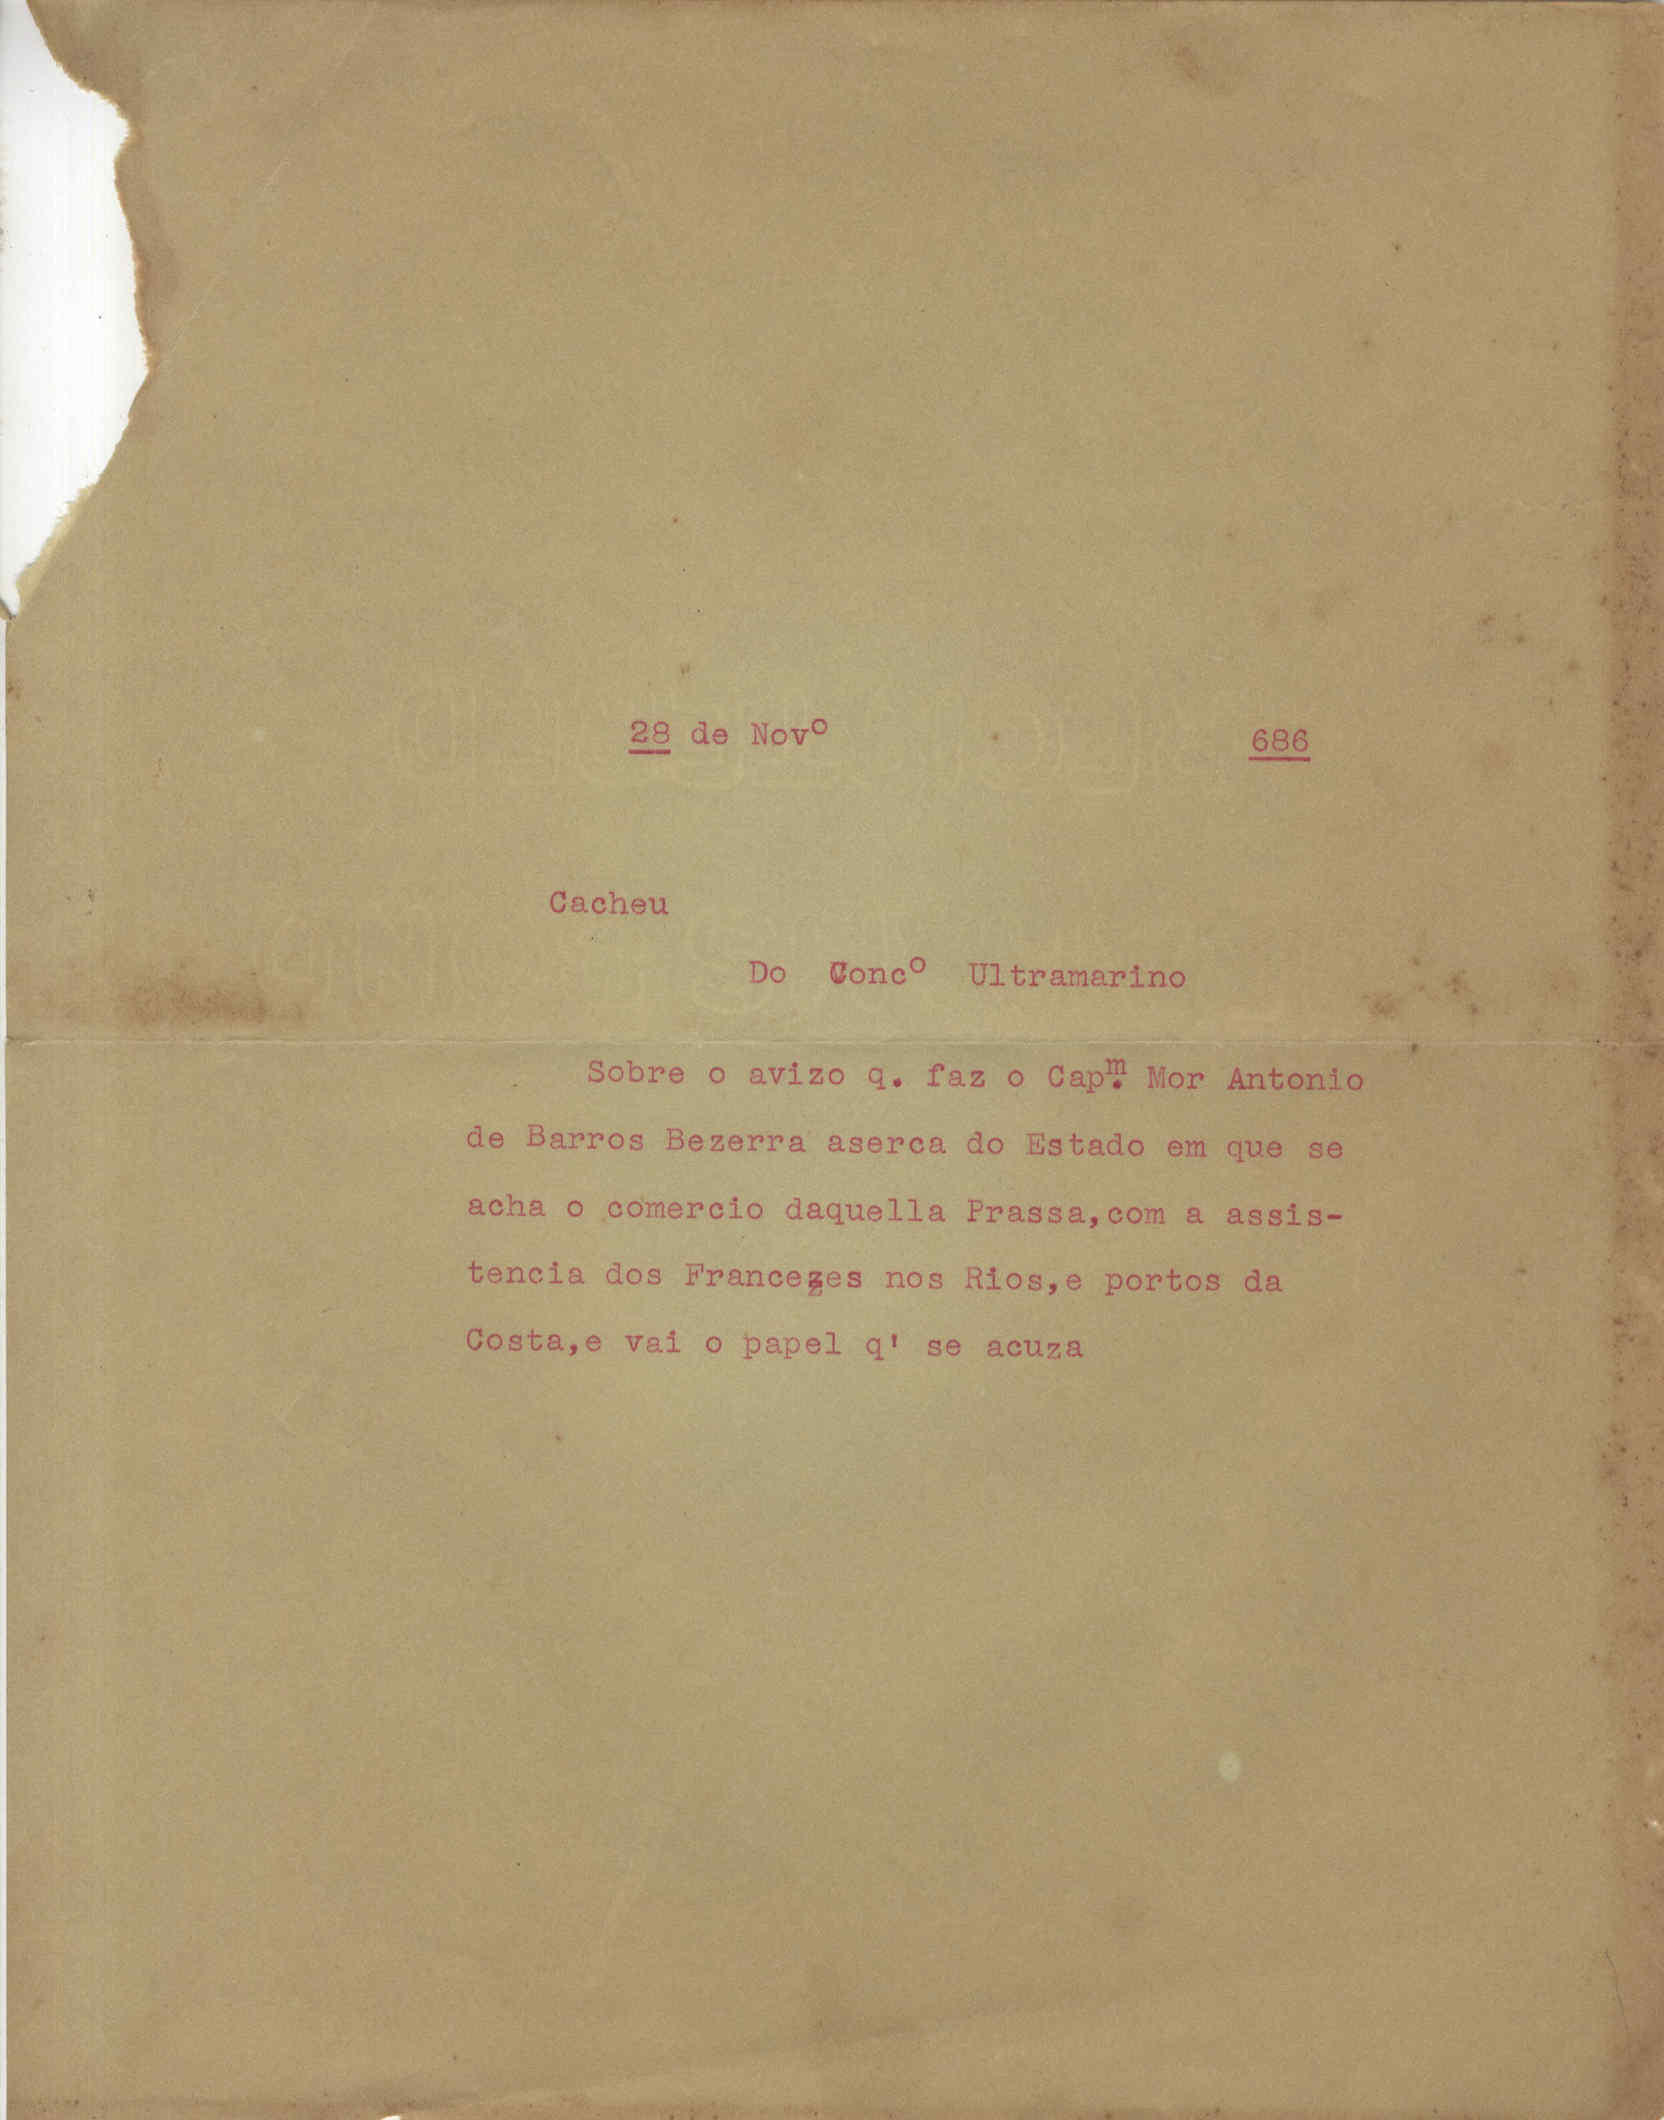 28 de Novº 686
Cacheu
Do Concº Ultramarino
Sobre o avizo q. faz o Capᵐ. Mor Antonio
de Barros Bezerra aserca do Estado em que se
acha o comercio daquella Prassa,com a assis-
tencia dos Francezes nos Rios,e portos da
Costa,e vai o papel q' se acuza